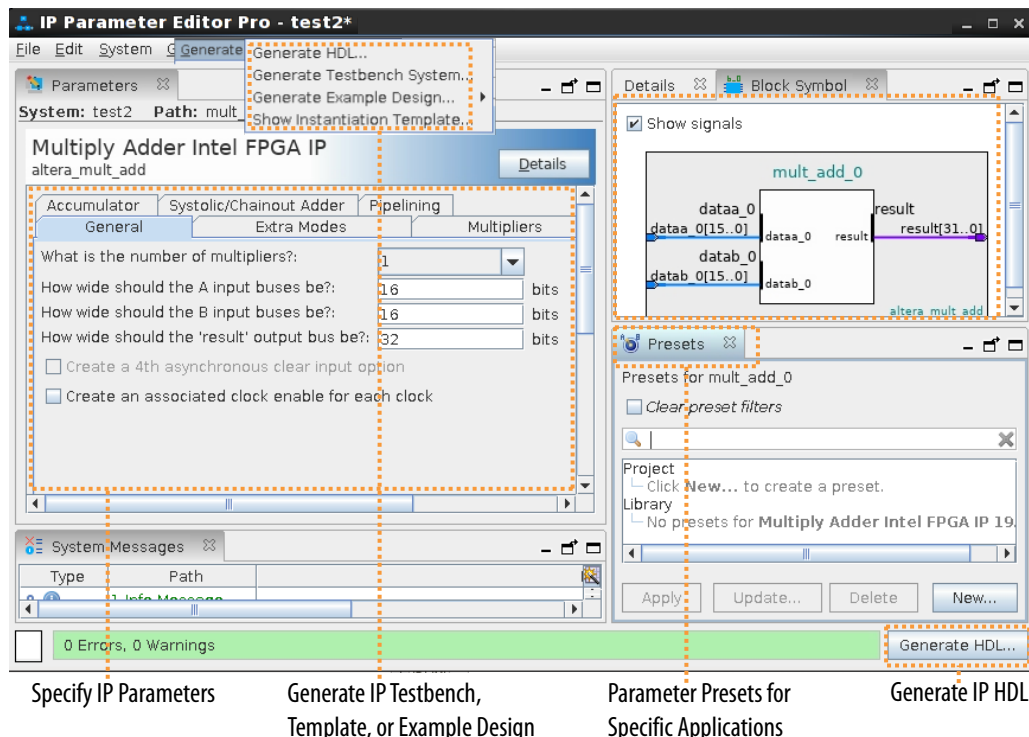 IP Parameter Editor Pro - test2*
File Edit System G Generate
Generate HDL...
Generate Testbench System...
Generate Example Design...
Show Instantiation Template...
Parameters
System: test2 Path: mult_
Multiply Adder Intel FPGA IP
altera_mult_add
Details
Accumulator Systolic/Chainout Adder Pipelining
General Extra Modes Multipliers
What is the number of multipliers?: 1
How wide should the A input buses be?: 16 bits
How wide should the B input buses be?: 16 bits
How wide should the 'result' output bus be?: 32 bits
Create a 4th asynchronous clear input option
Create an associated clock enable for each clock
System Messages
Type Path
1 Info Message
0 Errors, 0 Warnings
Details Block Symbol
Show signals
mult_add_0
dataa_0 result
dataa_0[15..0] dataa_0 result result[31..0]
datab_0
datab_0[15..0] datab_0
altera_mult_add
Presets
Presets for mult_add_0
Clear preset filters
Project
Click New... to create a preset.
Library
No presets for Multiply Adder Intel FPGA IP 19.
Apply Update... Delete New...
Generate HDL...
Specify IP Parameters
Generate IP Testbench,
Template, or Example Design
Parameter Presets for
Specific Applications
Generate IP HDL